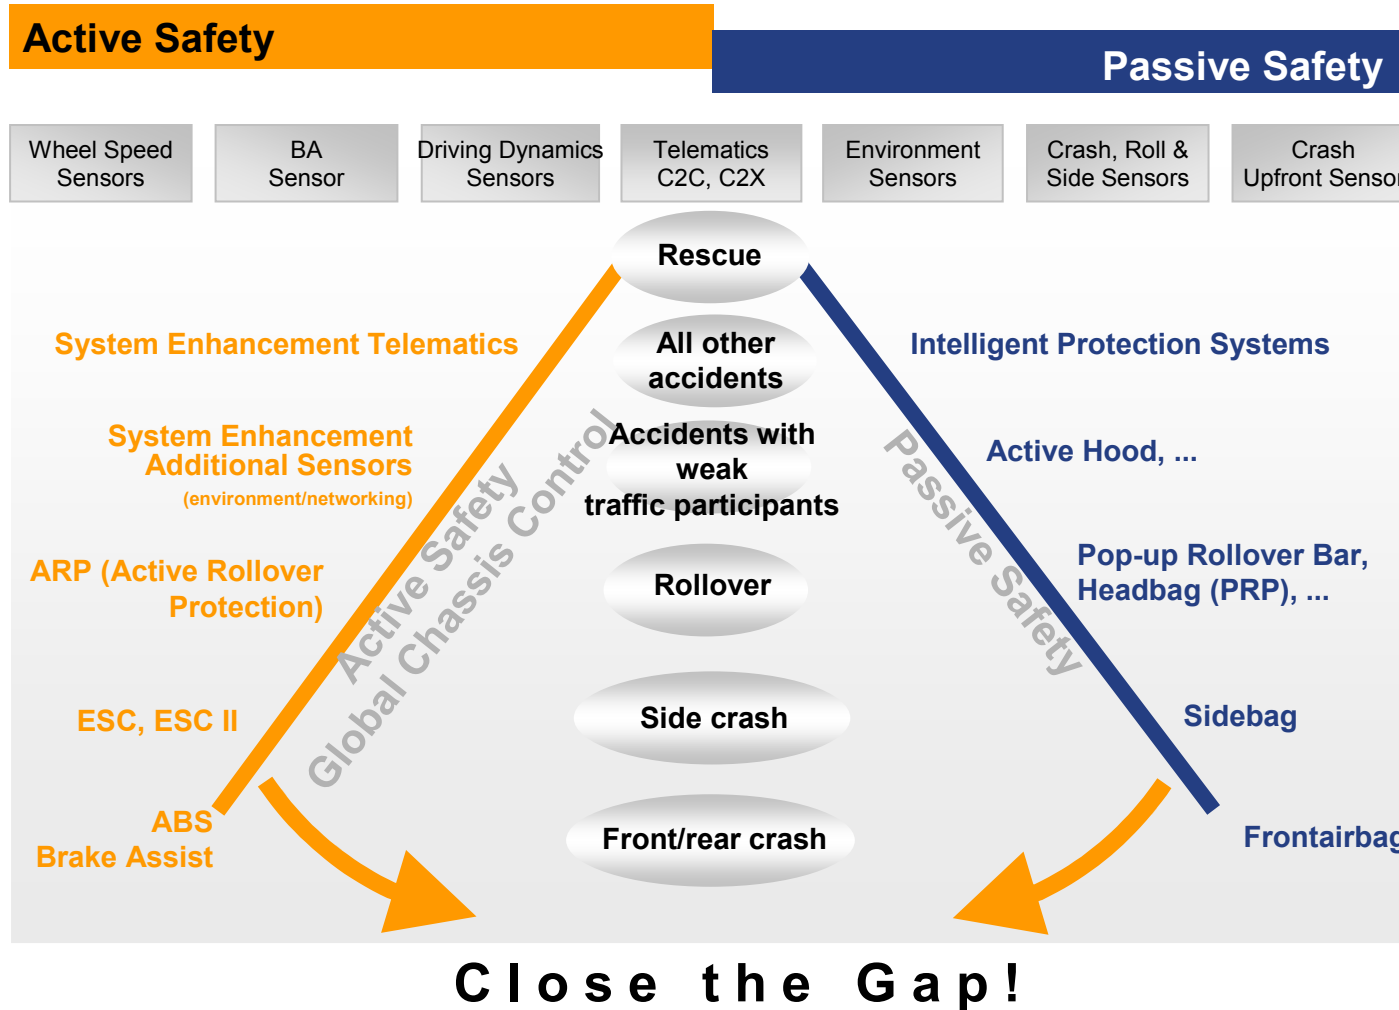 Active Safety
Passive Safety
Wheel Speed
Sensors
BA
Sensor
Driving Dynamics
Sensors
Telematics
C2C, C2X
Environment
Sensors
Crash, Roll &
Side Sensors
Crash
Upfront Sensor
Rescue
System Enhancement Telematics
All other
accidents
Intelligent Protection Systems
System Enhancement
Additional Sensors
(environment/networking)
Accidents with
weak
traffic participants
Active Hood, ...
Active Safety
Global Chassis Control
Passive Safety
ARP (Active Rollover
Protection)
Rollover
Pop-up Rollover Bar,
Headbag (PRP), ...
ESC, ESC II
Side crash
Sidebag
ABS
Brake Assist
Front/rear crash
Frontairbag
Close the Gap!